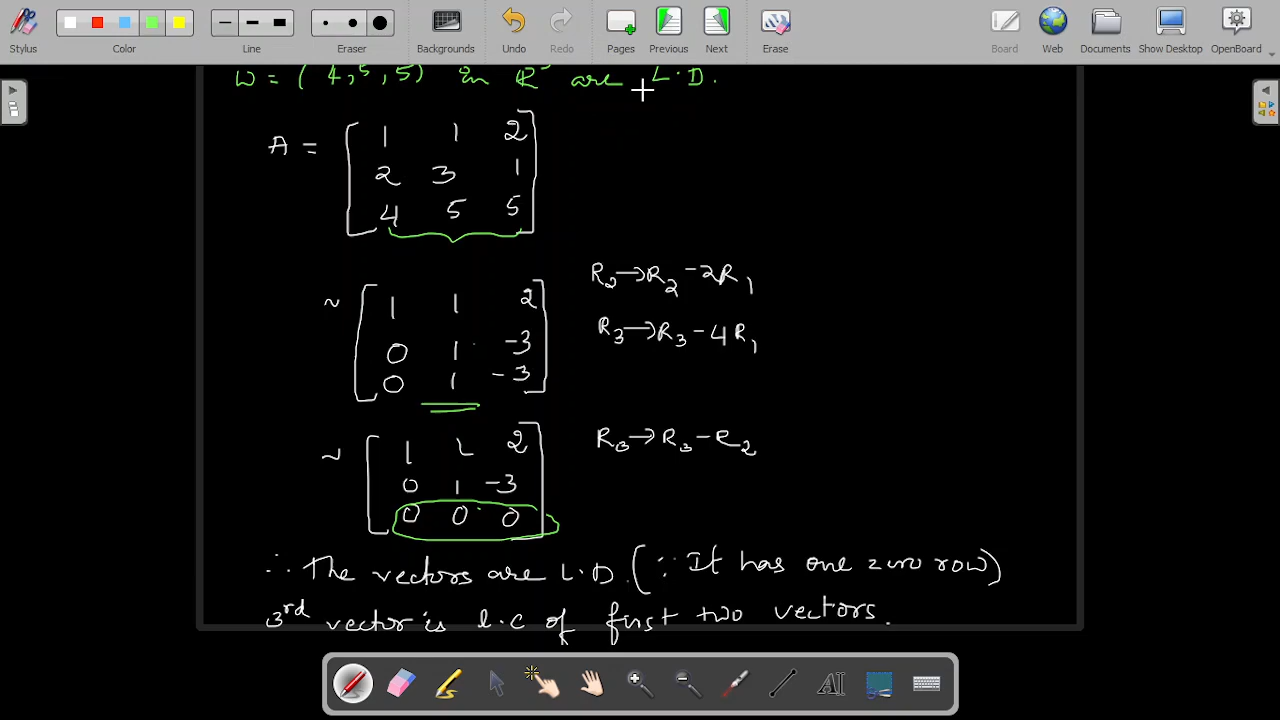 Stylus Color Line Eraser Backgrounds Undo Redo Pages Previous Next Erase Board Web Documents Show Desktop OpenBoard
W = (4, 5, 5) in R³ are L.D.
A = [ 1 1 2
2 3 1
4 5 5 ]
~ [ 1 1 2
0 1 -3
0 1 -3 ]
R₂→R₂-2R₁
R₃→R₃-4R₁
~ [ 1 1 2
0 1 -3
0 0 0 ]
R₃→R₃-R₂
∴ The vectors are L.D. (∵ It has one zero row)
3rd vector is l.c of first two vectors.